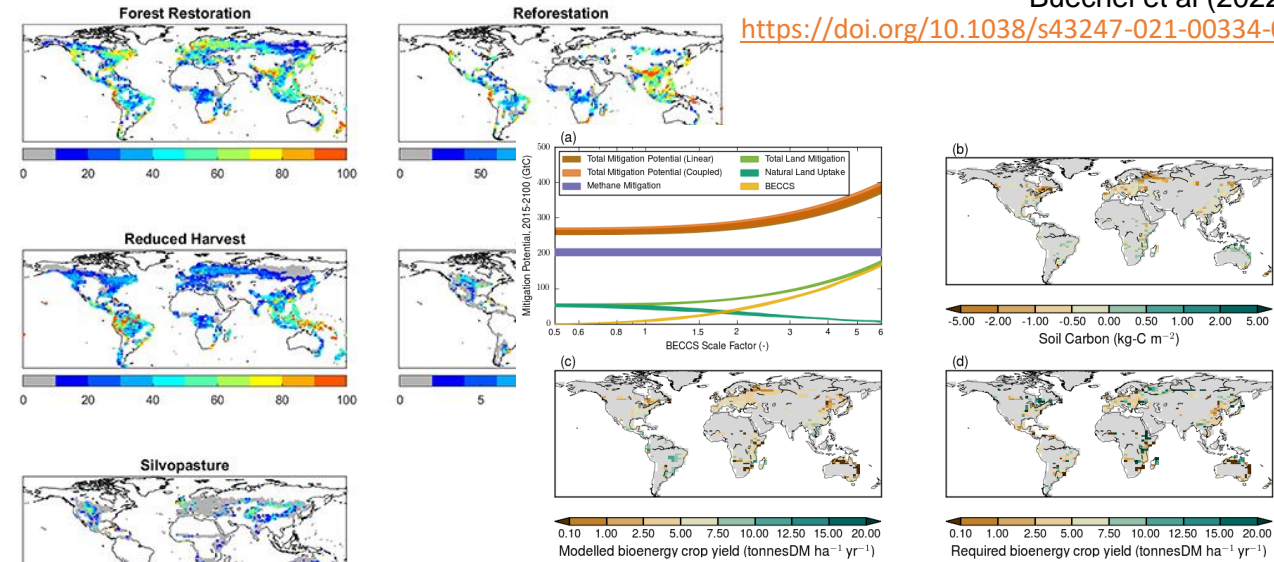 Buechel et al (2022
https://doi.org/10.1038/s43247-021-00334-
Forest Restoration
0 20 40 60 80 100
Reforestation
0 50
Reduced Harvest
0 20 40 60 80 100
0 5
Silvopasture
(a)
Mitigation Potential, 2015-2100 (GtC)
500
400
300
200
100
0
Total Mitigation Potential (Linear)
Total Mitigation Potential (Coupled)
Methane Mitigation
Total Land Mitigation
Natural Land Uptake
BECCS
0.5 0.6 0.8 1 1.5 2 3 4 5 6
BECCS Scale Factor (-)
(b)
-5.00 -2.00 -1.00 -0.50 0.00 0.50 1.00 2.00 5.00
Soil Carbon (kg-C m⁻²)
(c)
0.10 1.00 2.50 5.00 7.50 10.00 12.50 15.00 20.00
Modelled bioenergy crop yield (tonnesDM ha⁻¹ yr⁻¹)
(d)
0.10 1.00 2.50 5.00 7.50 10.00 12.50 15.00 20.00
Required bioenergy crop yield (tonnesDM ha⁻¹ yr⁻¹)